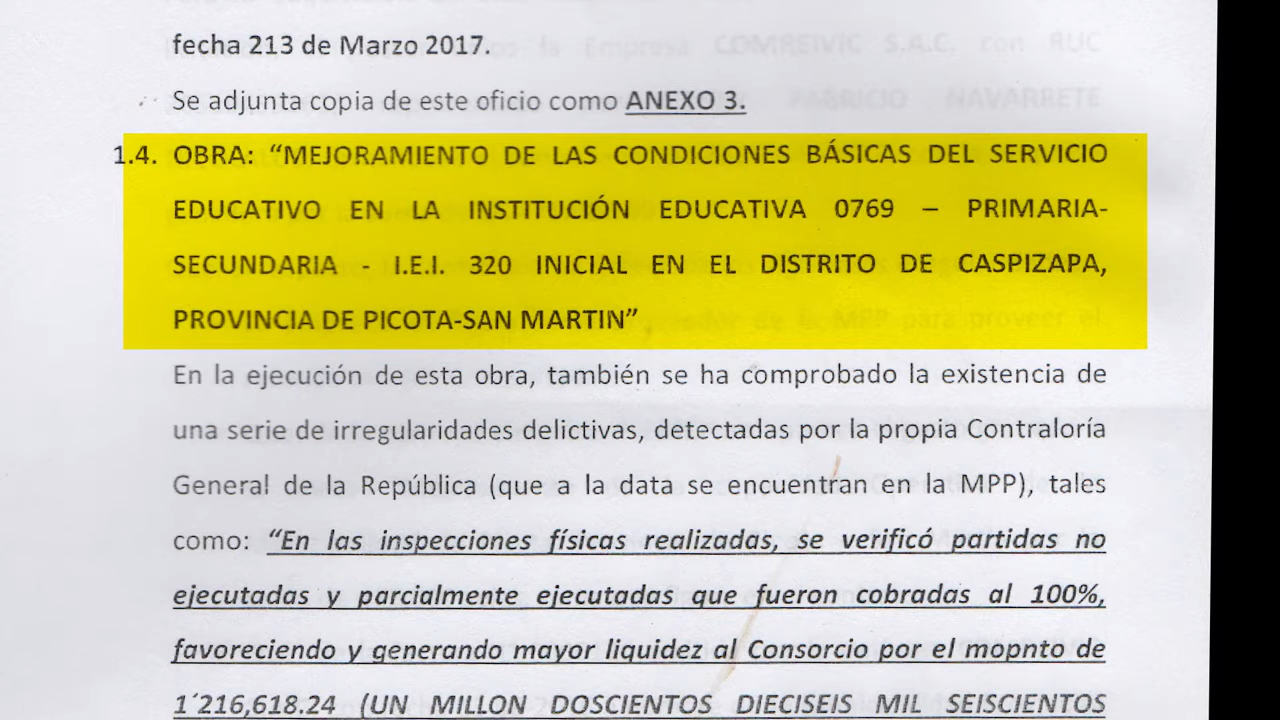 fecha 213 de Marzo 2017.
Se adjunta copia de este oficio como ANEXO 3.
1.4. OBRA: “MEJORAMIENTO DE LAS CONDICIONES BÁSICAS DEL SERVICIO
EDUCATIVO EN LA INSTITUCIÓN EDUCATIVA 0769 – PRIMARIA-
SECUNDARIA - I.E.I. 320 INICIAL EN EL DISTRITO DE CASPIZAPA,
PROVINCIA DE PICOTA-SAN MARTIN”
En la ejecución de esta obra, también se ha comprobado la existencia de
una serie de irregularidades delictivas, detectadas por la propia Contraloría
General de la República (que a la data se encuentran en la MPP), tales
como: “En las inspecciones físicas realizadas, se verificó partidas no
ejecutadas y parcialmente ejecutadas que fueron cobradas al 100%,
favoreciendo y generando mayor liquidez al Consorcio por el mopnto de
1´216,618.24 (UN MILLON DOSCIENTOS DIECISEIS MIL SEISCIENTOS